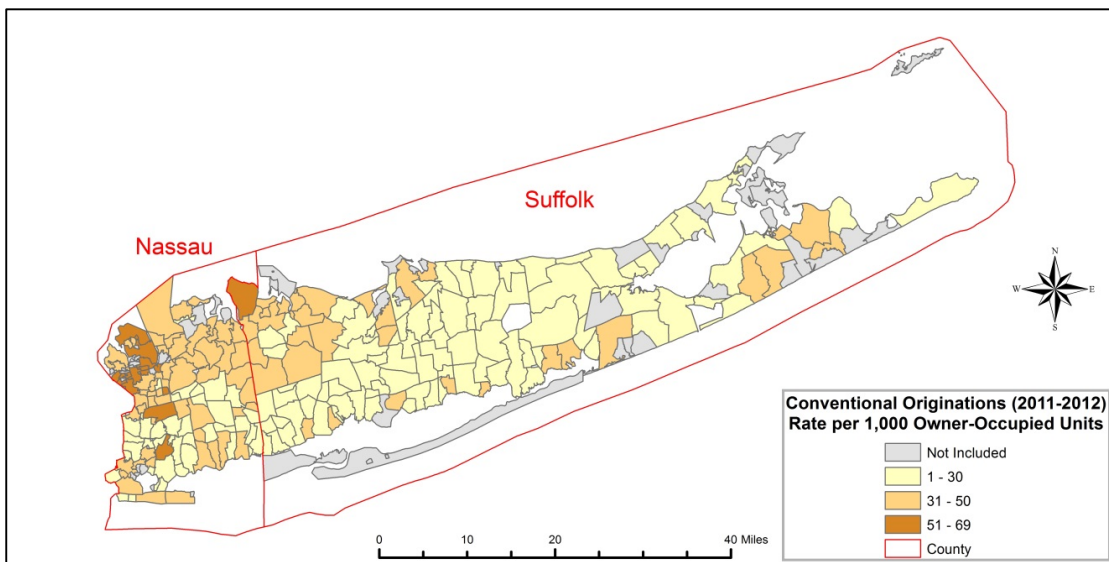 Nassau
Suffolk
N
W
E
S
0 10 20 40 Miles
Conventional Originations (2011-2012)
Rate per 1,000 Owner-Occupied Units
Not Included
1 - 30
31 - 50
51 - 69
County